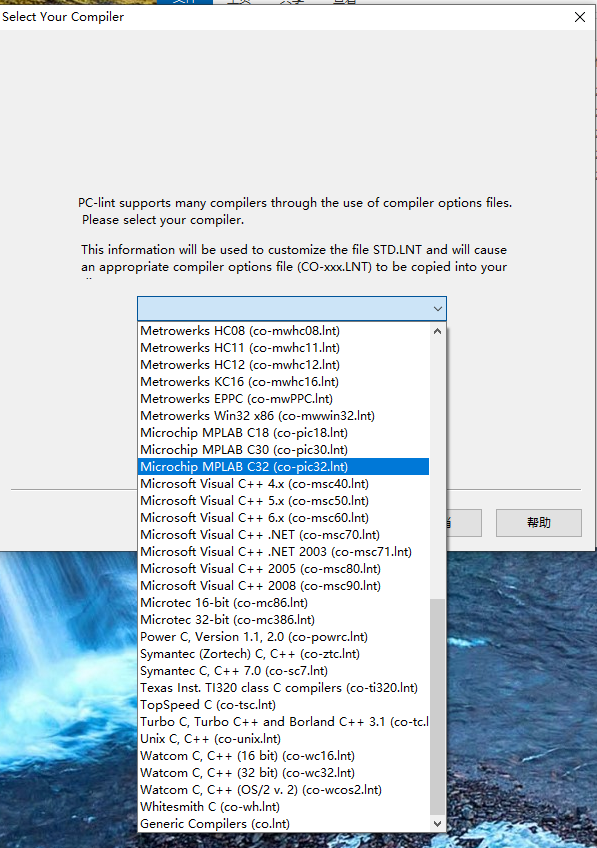 Select Your Compiler
PC-lint supports many compilers through the use of compiler options files.
Please select your compiler.
This information will be used to customize the file STD.LNT and will cause
an appropriate compiler options file (CO-xxx.LNT) to be copied into your
Metrowerks HC08 (co-mwhc08.lnt)
Metrowerks HC11 (co-mwhc11.lnt)
Metrowerks HC12 (co-mwhc12.lnt)
Metrowerks KC16 (co-mwhc16.lnt)
Metrowerks EPPC (co-mwPPC.lnt)
Metrowerks Win32 x86 (co-mwwin32.lnt)
Microchip MPLAB C18 (co-pic18.lnt)
Microchip MPLAB C30 (co-pic30.lnt)
Microchip MPLAB C32 (co-pic32.lnt)
Microsoft Visual C++ 4.x (co-msc40.lnt)
Microsoft Visual C++ 5.x (co-msc50.lnt)
Microsoft Visual C++ 6.x (co-msc60.lnt)
Microsoft Visual C++ .NET (co-msc70.lnt)
Microsoft Visual C++ .NET 2003 (co-msc71.lnt)
Microsoft Visual C++ 2005 (co-msc80.lnt)
Microsoft Visual C++ 2008 (co-msc90.lnt)
Microtec 16-bit (co-mc86.lnt)
Microtec 32-bit (co-mc386.lnt)
Power C, Version 1.1, 2.0 (co-powrc.lnt)
Symantec (Zortech) C, C++ (co-ztc.lnt)
Symantec C, C++ 7.0 (co-sc7.lnt)
Texas Inst. TI320 class C compilers (co-ti320.lnt)
TopSpeed C (co-tsc.lnt)
Turbo C, Turbo C++ and Borland C++ 3.1 (co-tc.l
Unix C, C++ (co-unix.lnt)
Watcom C, C++ (16 bit) (co-wc16.lnt)
Watcom C, C++ (32 bit) (co-wc32.lnt)
Watcom C, C++ (OS/2 v. 2) (co-wcos2.lnt)
Whitesmith C (co-wh.lnt)
Generic Compilers (co.lnt)
帮助